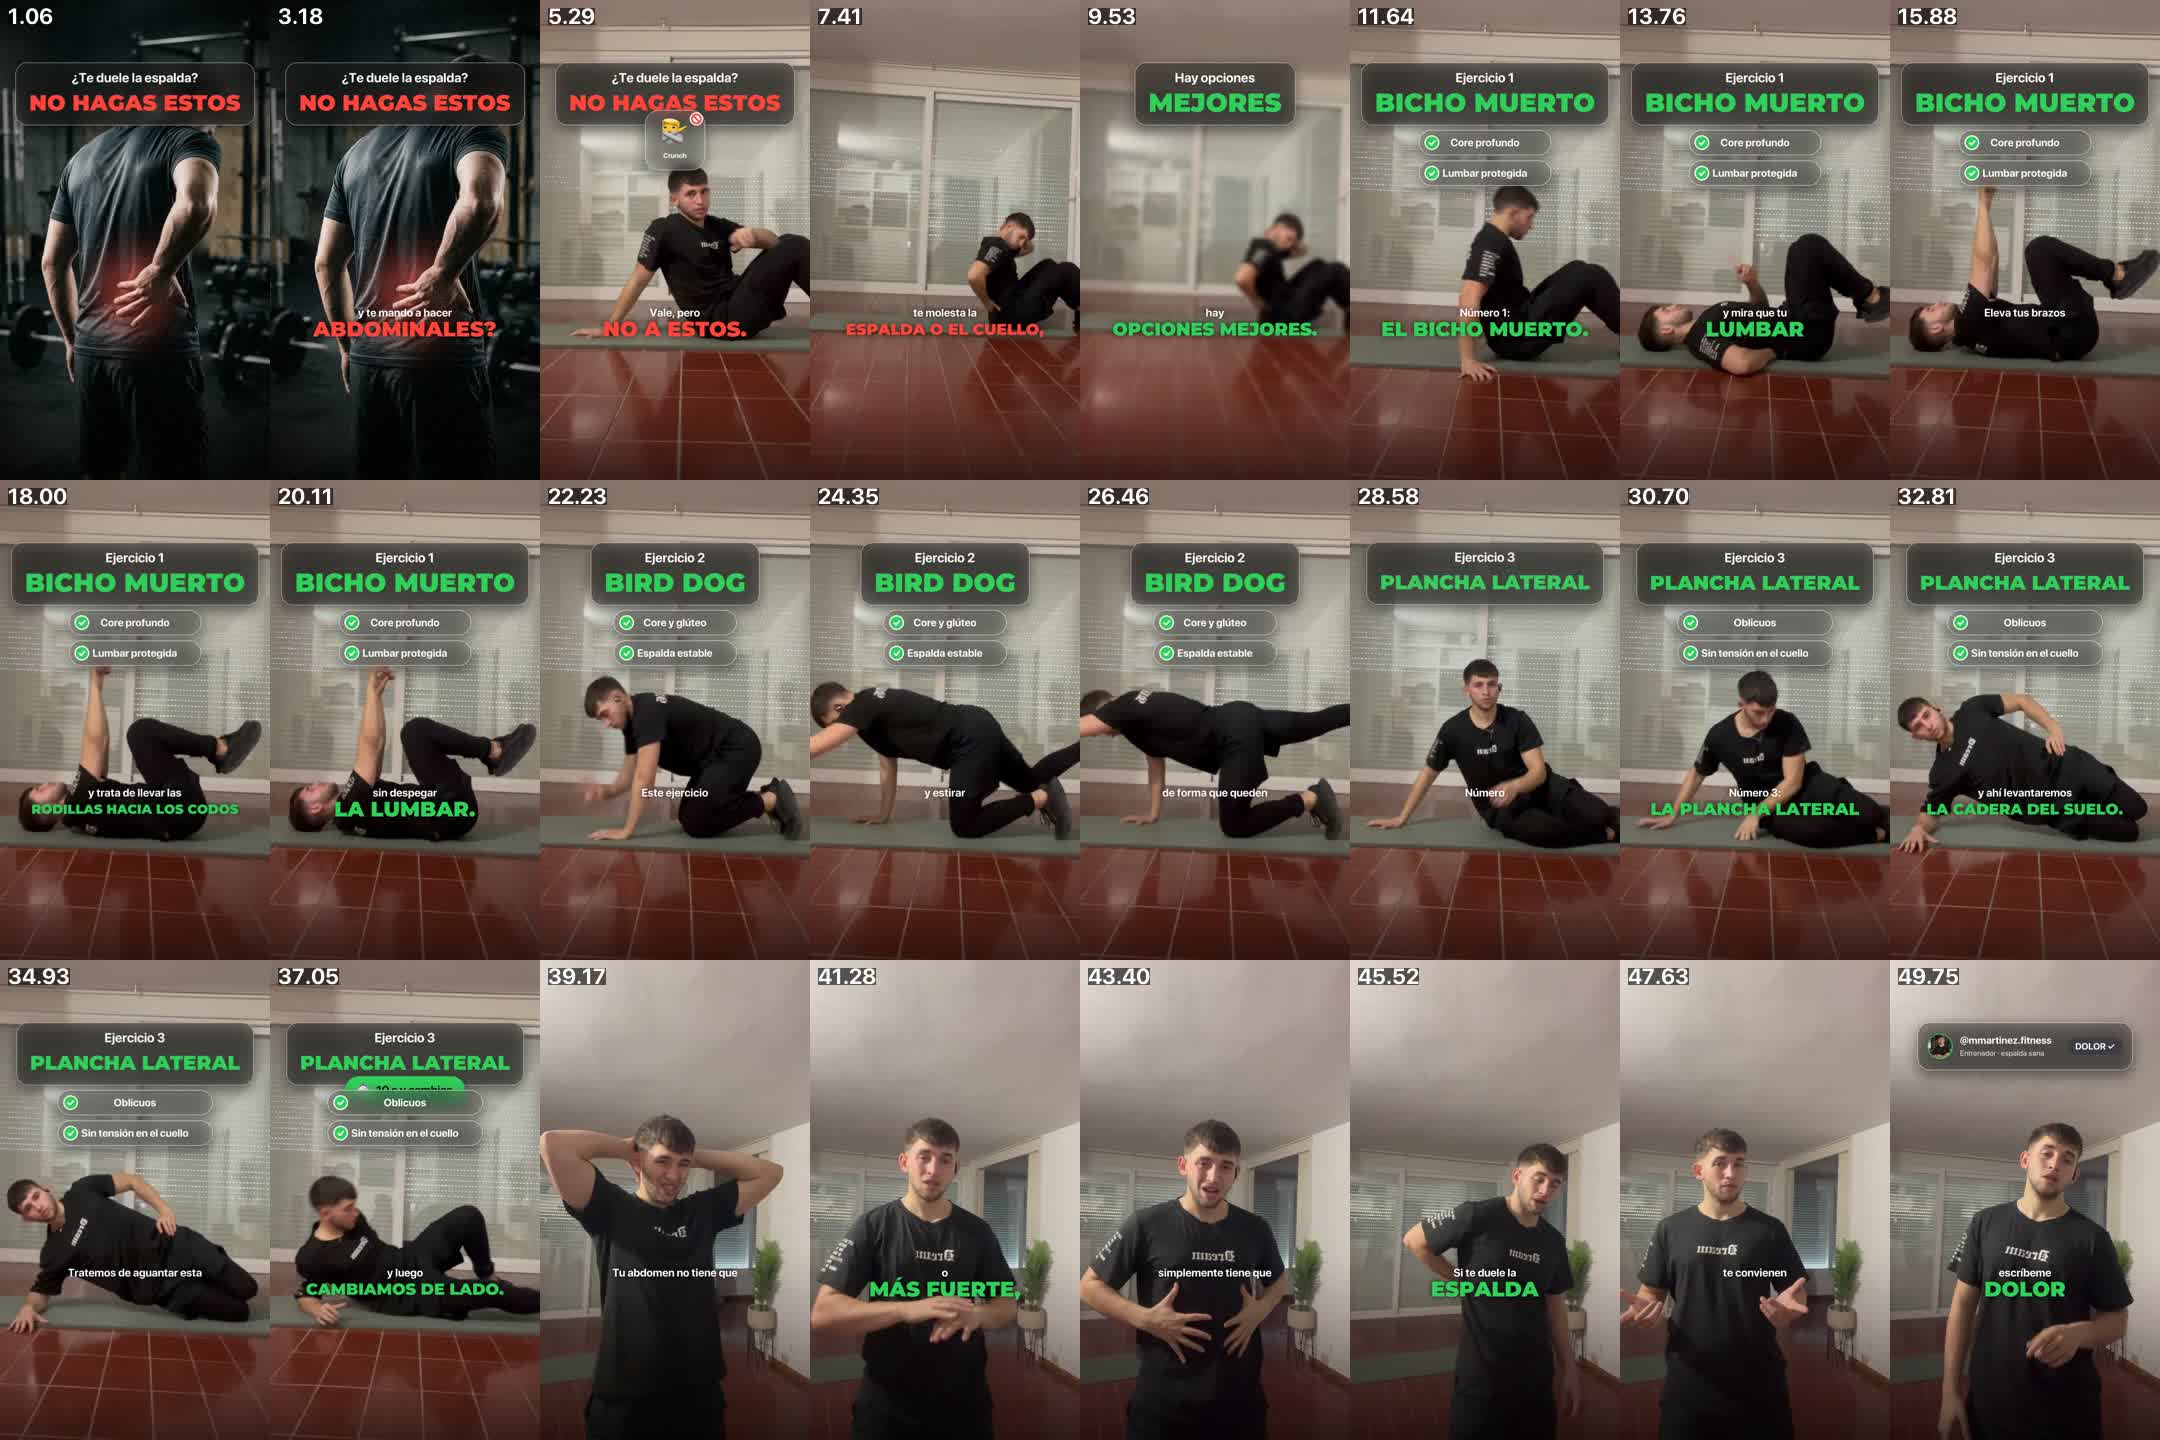 1.06
¿Te duele la espalda?
NO HAGAS ESTOS
3.18
¿Te duele la espalda?
NO HAGAS ESTOS
y te mando a hacer
ABDOMINALES?
5.29
¿Te duele la espalda?
NO HAGAS ESTOS
Crunch
Vale, pero
NO A ESTOS.
7.41
te molesta la
ESPALDA O EL CUELLO,
9.53
Hay opciones
MEJORES
hay
OPCIONES MEJORES.
11.64
Ejercicio 1
BICHO MUERTO
Core profundo
Lumbar protegida
Número 1:
EL BICHO MUERTO.
13.76
Ejercicio 1
BICHO MUERTO
Core profundo
Lumbar protegida
y mira que tu
LUMBAR
15.88
Ejercicio 1
BICHO MUERTO
Core profundo
Lumbar protegida
Eleva tus brazos
18.00
Ejercicio 1
BICHO MUERTO
Core profundo
Lumbar protegida
y trata de llevar las
RODILLAS HACIA LOS CODOS
20.11
Ejercicio 1
BICHO MUERTO
Core profundo
Lumbar protegida
sin despegar
LA LUMBAR.
22.23
Ejercicio 2
BIRD DOG
Core y glúteo
Espalda estable
Este ejercicio
24.35
Ejercicio 2
BIRD DOG
Core y glúteo
Espalda estable
y estirar
26.46
Ejercicio 2
BIRD DOG
Core y glúteo
Espalda estable
de forma que queden
28.58
Ejercicio 3
PLANCHA LATERAL
Número
30.70
Ejercicio 3
PLANCHA LATERAL
Oblicuos
Sin tensión en el cuello
Número 3:
LA PLANCHA LATERAL
32.81
Ejercicio 3
PLANCHA LATERAL
Oblicuos
Sin tensión en el cuello
y ahí levantaremos
LA CADERA DEL SUELO.
34.93
Ejercicio 3
PLANCHA LATERAL
Oblicuos
Sin tensión en el cuello
Tratemos de aguantar esta
37.05
Ejercicio 3
PLANCHA LATERAL
Oblicuos
Sin tensión en el cuello
y luego
CAMBIAMOS DE LADO.
39.17
Tu abdomen no tiene que
41.28
o
MÁS FUERTE,
43.40
simplemente tiene que
45.52
Si te duele la
ESPALDA
47.63
te convienen
49.75
@mmartinez.fitness
Entrenador · espalda sana
DOLOR ✓
escríbeme
DOLOR